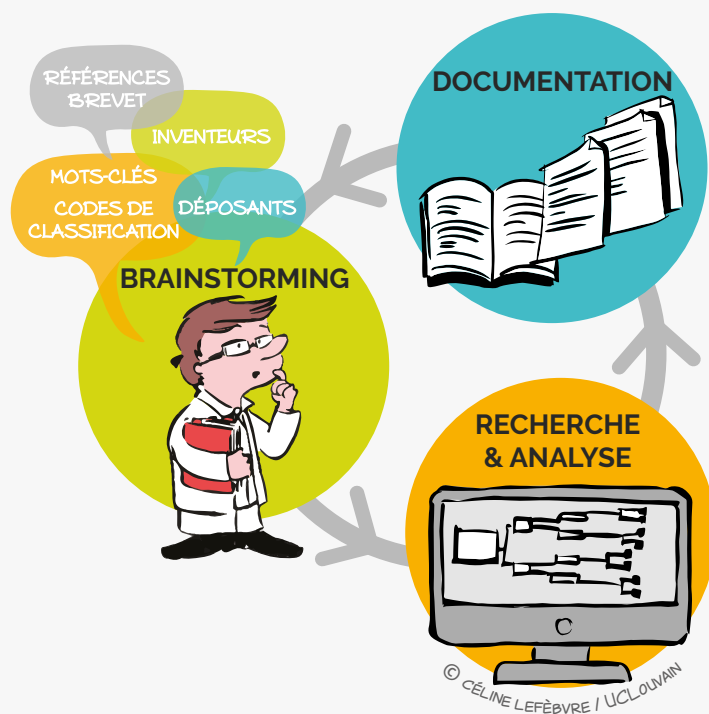 RÉFÉRENCES
BREVET
INVENTEURS
MOTS-CLÉS
CODES DE
CLASSIFICATION
DÉPOSANTS
BRAINSTORMING
DOCUMENTATION
RECHERCHE
& ANALYSE
© CÉLINE LEFÈBVRE / UCLOUVAIN